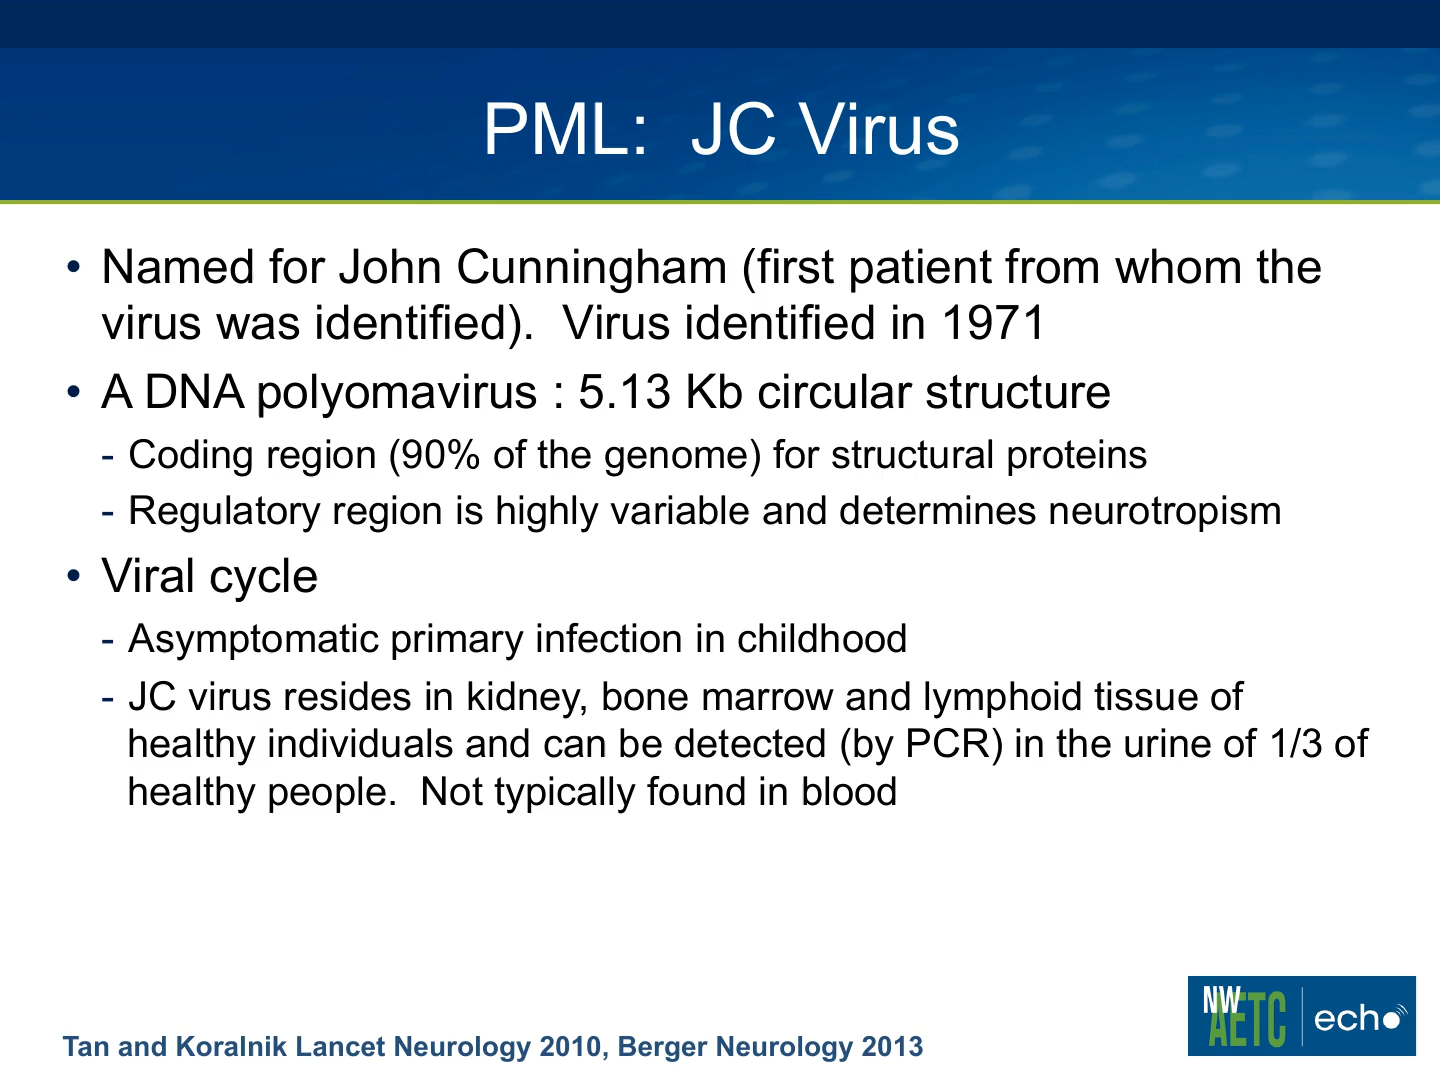 PML:  JC Virus
• Named for John Cunningham (first patient from whom the
virus was identified).  Virus identified in 1971
• A DNA polyomavirus : 5.13 Kb circular structure
- Coding region (90% of the genome) for structural proteins
- Regulatory region is highly variable and determines neurotropism
• Viral cycle
- Asymptomatic primary infection in childhood
- JC virus resides in kidney, bone marrow and lymphoid tissue of
healthy individuals and can be detected (by PCR) in the urine of 1/3 of
healthy people.  Not typically found in blood
Tan and Koralnik Lancet Neurology 2010, Berger Neurology 2013
NW
AETC
echo